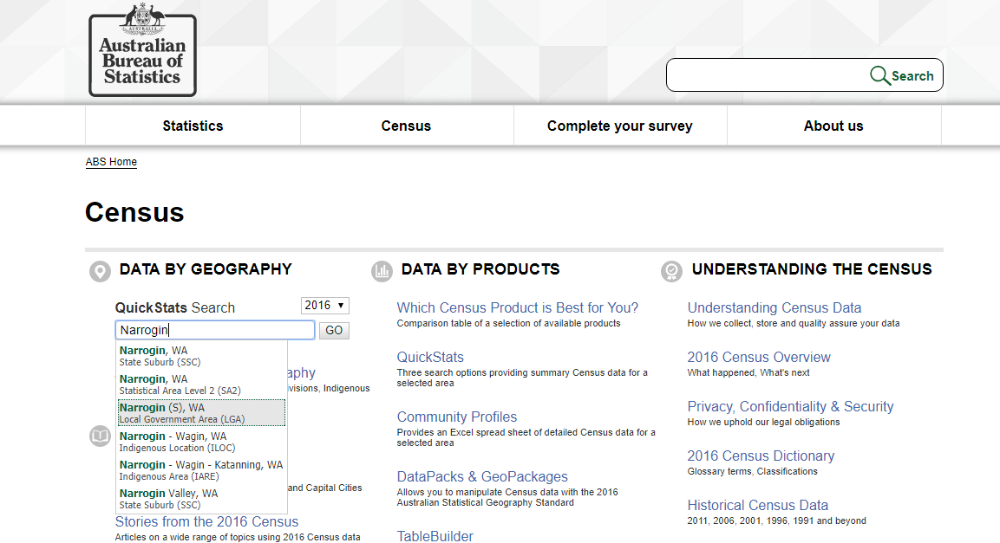 AUSTRALIA
Australian
Bureau of
Statistics
Search
Statistics
Census
Complete your survey
About us
ABS Home
Census
DATA BY GEOGRAPHY
QuickStats Search
2016
Narrogin
GO
Narrogin, WA
State Suburb (SSC)
Narrogin, WA
Statistical Area Level 2 (SA2)
Narrogin (S), WA
Local Government Area (LGA)
Narrogin - Wagin, WA
Indigenous Location (ILOC)
Narrogin - Wagin - Katanning, WA
Indigenous Area (IARE)
Narrogin Valley, WA
State Suburb (SSC)
aphy
visions, Indigenous
and Capital Cities
Stories from the 2016 Census
Articles on a wide range of topics using 2016 Census data
DATA BY PRODUCTS
Which Census Product is Best for You?
Comparison table of a selection of available products
QuickStats
Three search options providing summary Census data for a
selected area
Community Profiles
Provides an Excel spread sheet of detailed Census data for a
selected area
DataPacks & GeoPackages
Allows you to manipulate Census data with the 2016
Australian Statistical Geography Standard
TableBuilder
UNDERSTANDING THE CENSUS
Understanding Census Data
How we collect, store and quality assure your data
2016 Census Overview
What happened, What's next
Privacy, Confidentiality & Security
How we uphold our legal obligations
2016 Census Dictionary
Glossary terms, Classifications
Historical Census Data
2011, 2006, 2001, 1996, 1991 and beyond